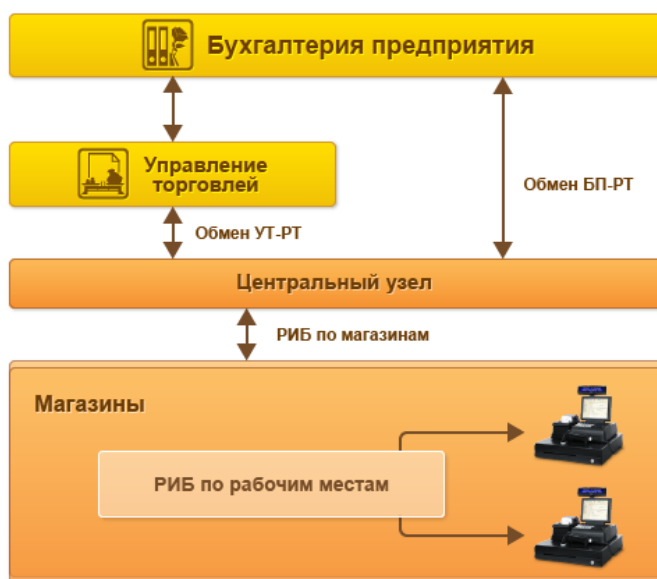 Бухгалтерия предприятия
Управление
торговлей
Обмен БП-РТ
Обмен УТ-РТ
Центральный узел
РИБ по магазинам
Магазины
РИБ по рабочим местам